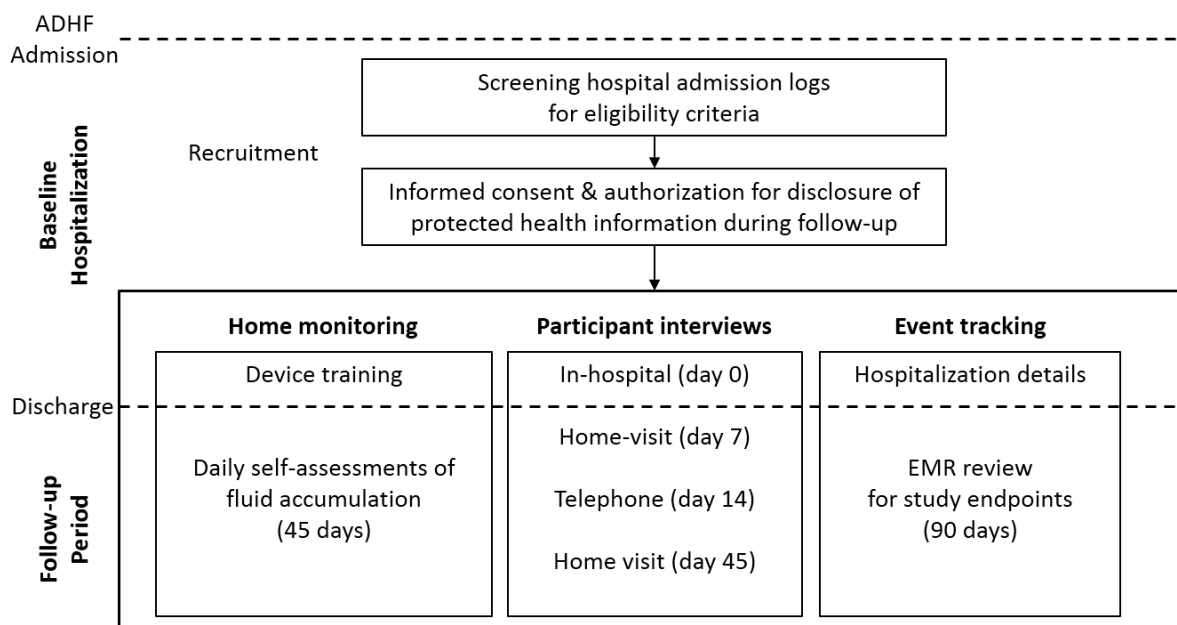 ADHF
Admission
Screening hospital admission logs
for eligibility criteria
Recruitment
Informed consent & authorization for disclosure of
protected health information during follow-up
Baseline
Hospitalization
Home monitoring
Participant interviews
Event tracking
Device training
In-hospital (day 0)
Hospitalization details
Discharge
Follow-up
Period
Daily self-assessments of
fluid accumulation
(45 days)
Home-visit (day 7)
Telephone (day 14)
Home visit (day 45)
EMR review
for study endpoints
(90 days)